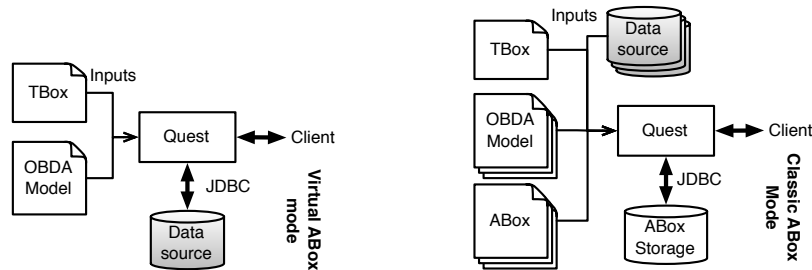 Inputs
TBox
OBDA
Model
Quest
Client
JDBC
Data
source
Virtual ABox
mode
Inputs
Data
source
TBox
OBDA
Model
ABox
Quest
Client
JDBC
ABox
Storage
Classic ABox
Mode